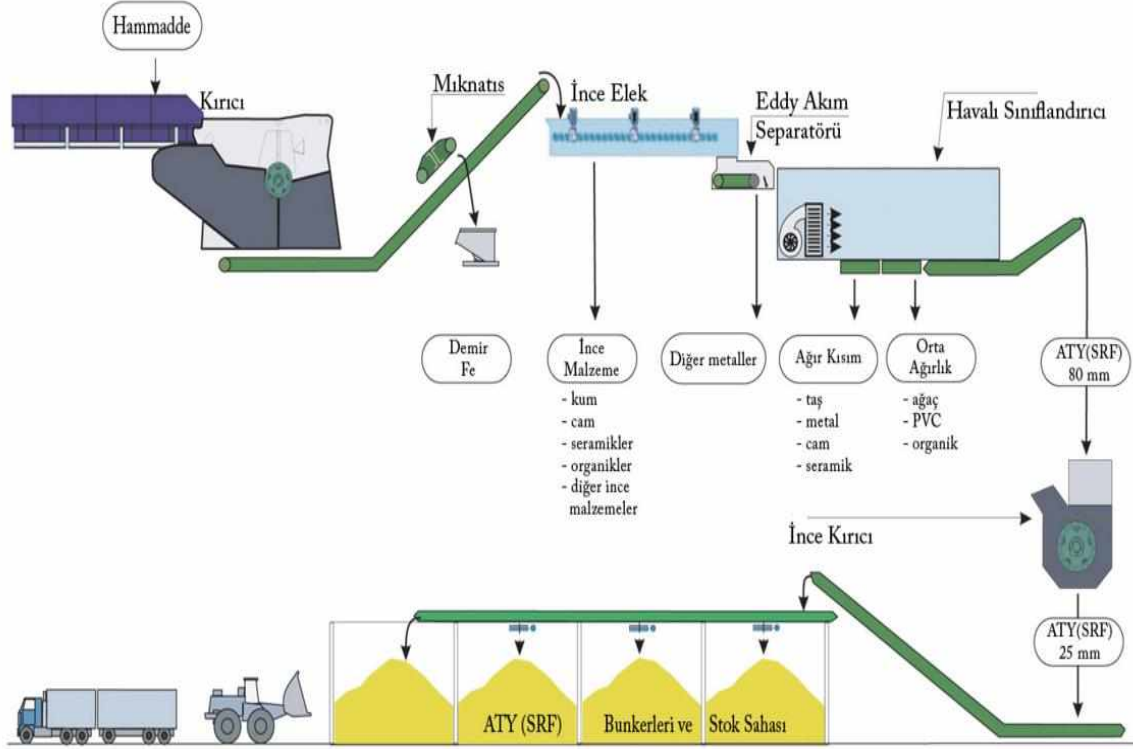 Hammadde
Kırıcı
Mıknatıs
İnce Elek
Eddy Akım
Separatörü
Havalı Sınıflandırıcı
Demir
Fe
İnce
Malzeme
- kum
- cam
- seramikler
- organikler
- diğer ince
malzemeler
Diğer metaller
Ağır Kısım
- taş
- metal
- cam
- seramik
Orta
Ağırlık
- ağaç
- PVC
- organik
ATY(SRF)
80 mm
İnce Kırıcı
ATY(SRF)
25 mm
ATY (SRF) Bunkerleri ve Stok Sahası